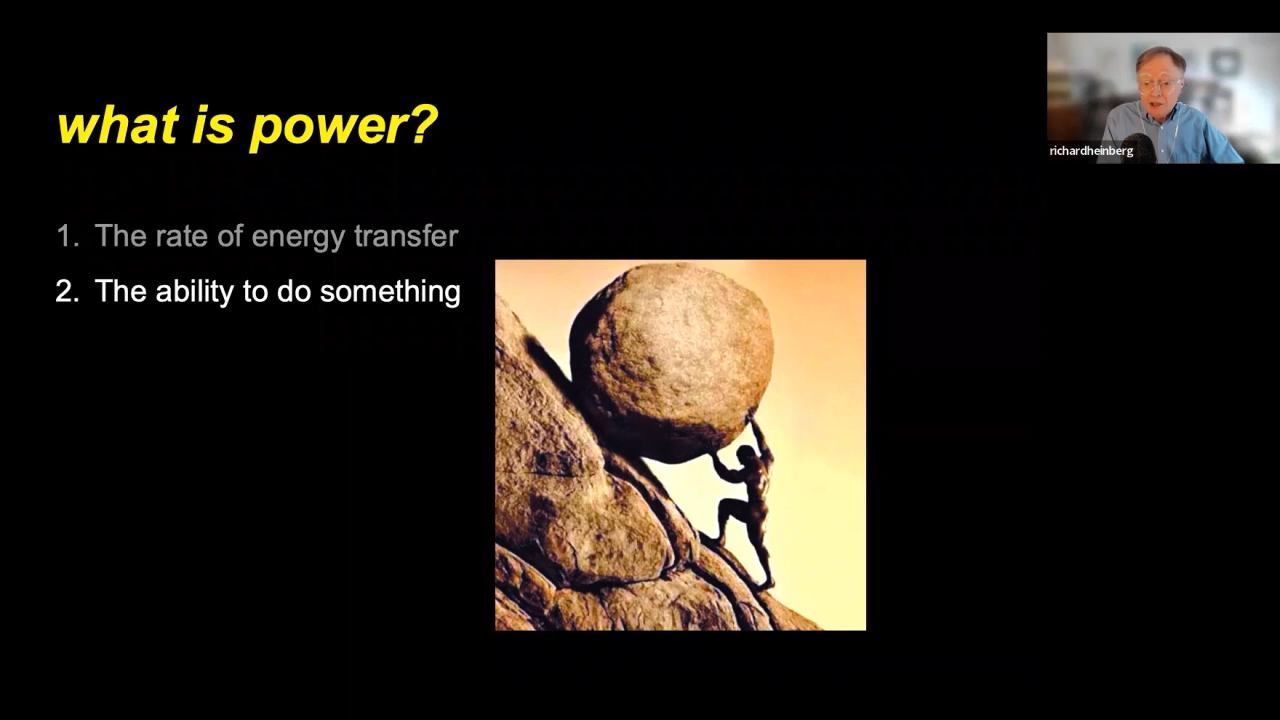 what is power?
1. The rate of energy transfer
2. The ability to do something
richardheinberg